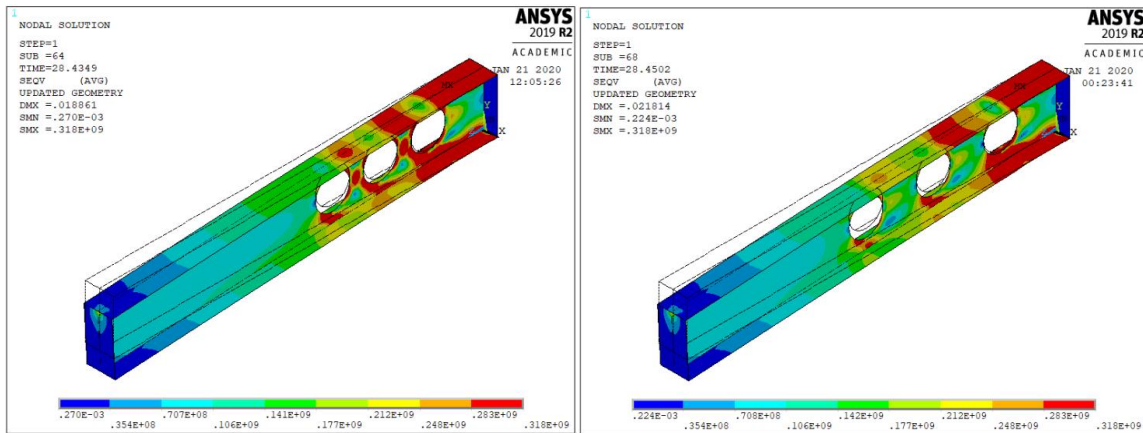 1
NODAL SOLUTION
STEP=1
SUB =64
TIME=28.4349
SEQV (AVG)
UPDATED GEOMETRY
DMX =.018861
SMN =.270E-03
SMX =.318E+09
ANSYS
2019 R2
ACADEMIC
JAN 21 2020
12:05:26
MX
Y
X
.270E-03 .707E+08 .141E+09 .212E+09 .283E+09
.354E+08 .106E+09 .177E+09 .248E+09 .318E+09
1
NODAL SOLUTION
STEP=1
SUB =68
TIME=28.4502
SEQV (AVG)
UPDATED GEOMETRY
DMX =.021814
SMN =.224E-03
SMX =.318E+09
ANSYS
2019 R2
ACADEMIC
JAN 21 2020
00:23:41
Y
X
.224E-03 .708E+08 .142E+09 .212E+09 .283E+09
.354E+08 .106E+09 .177E+09 .248E+09 .318E+09